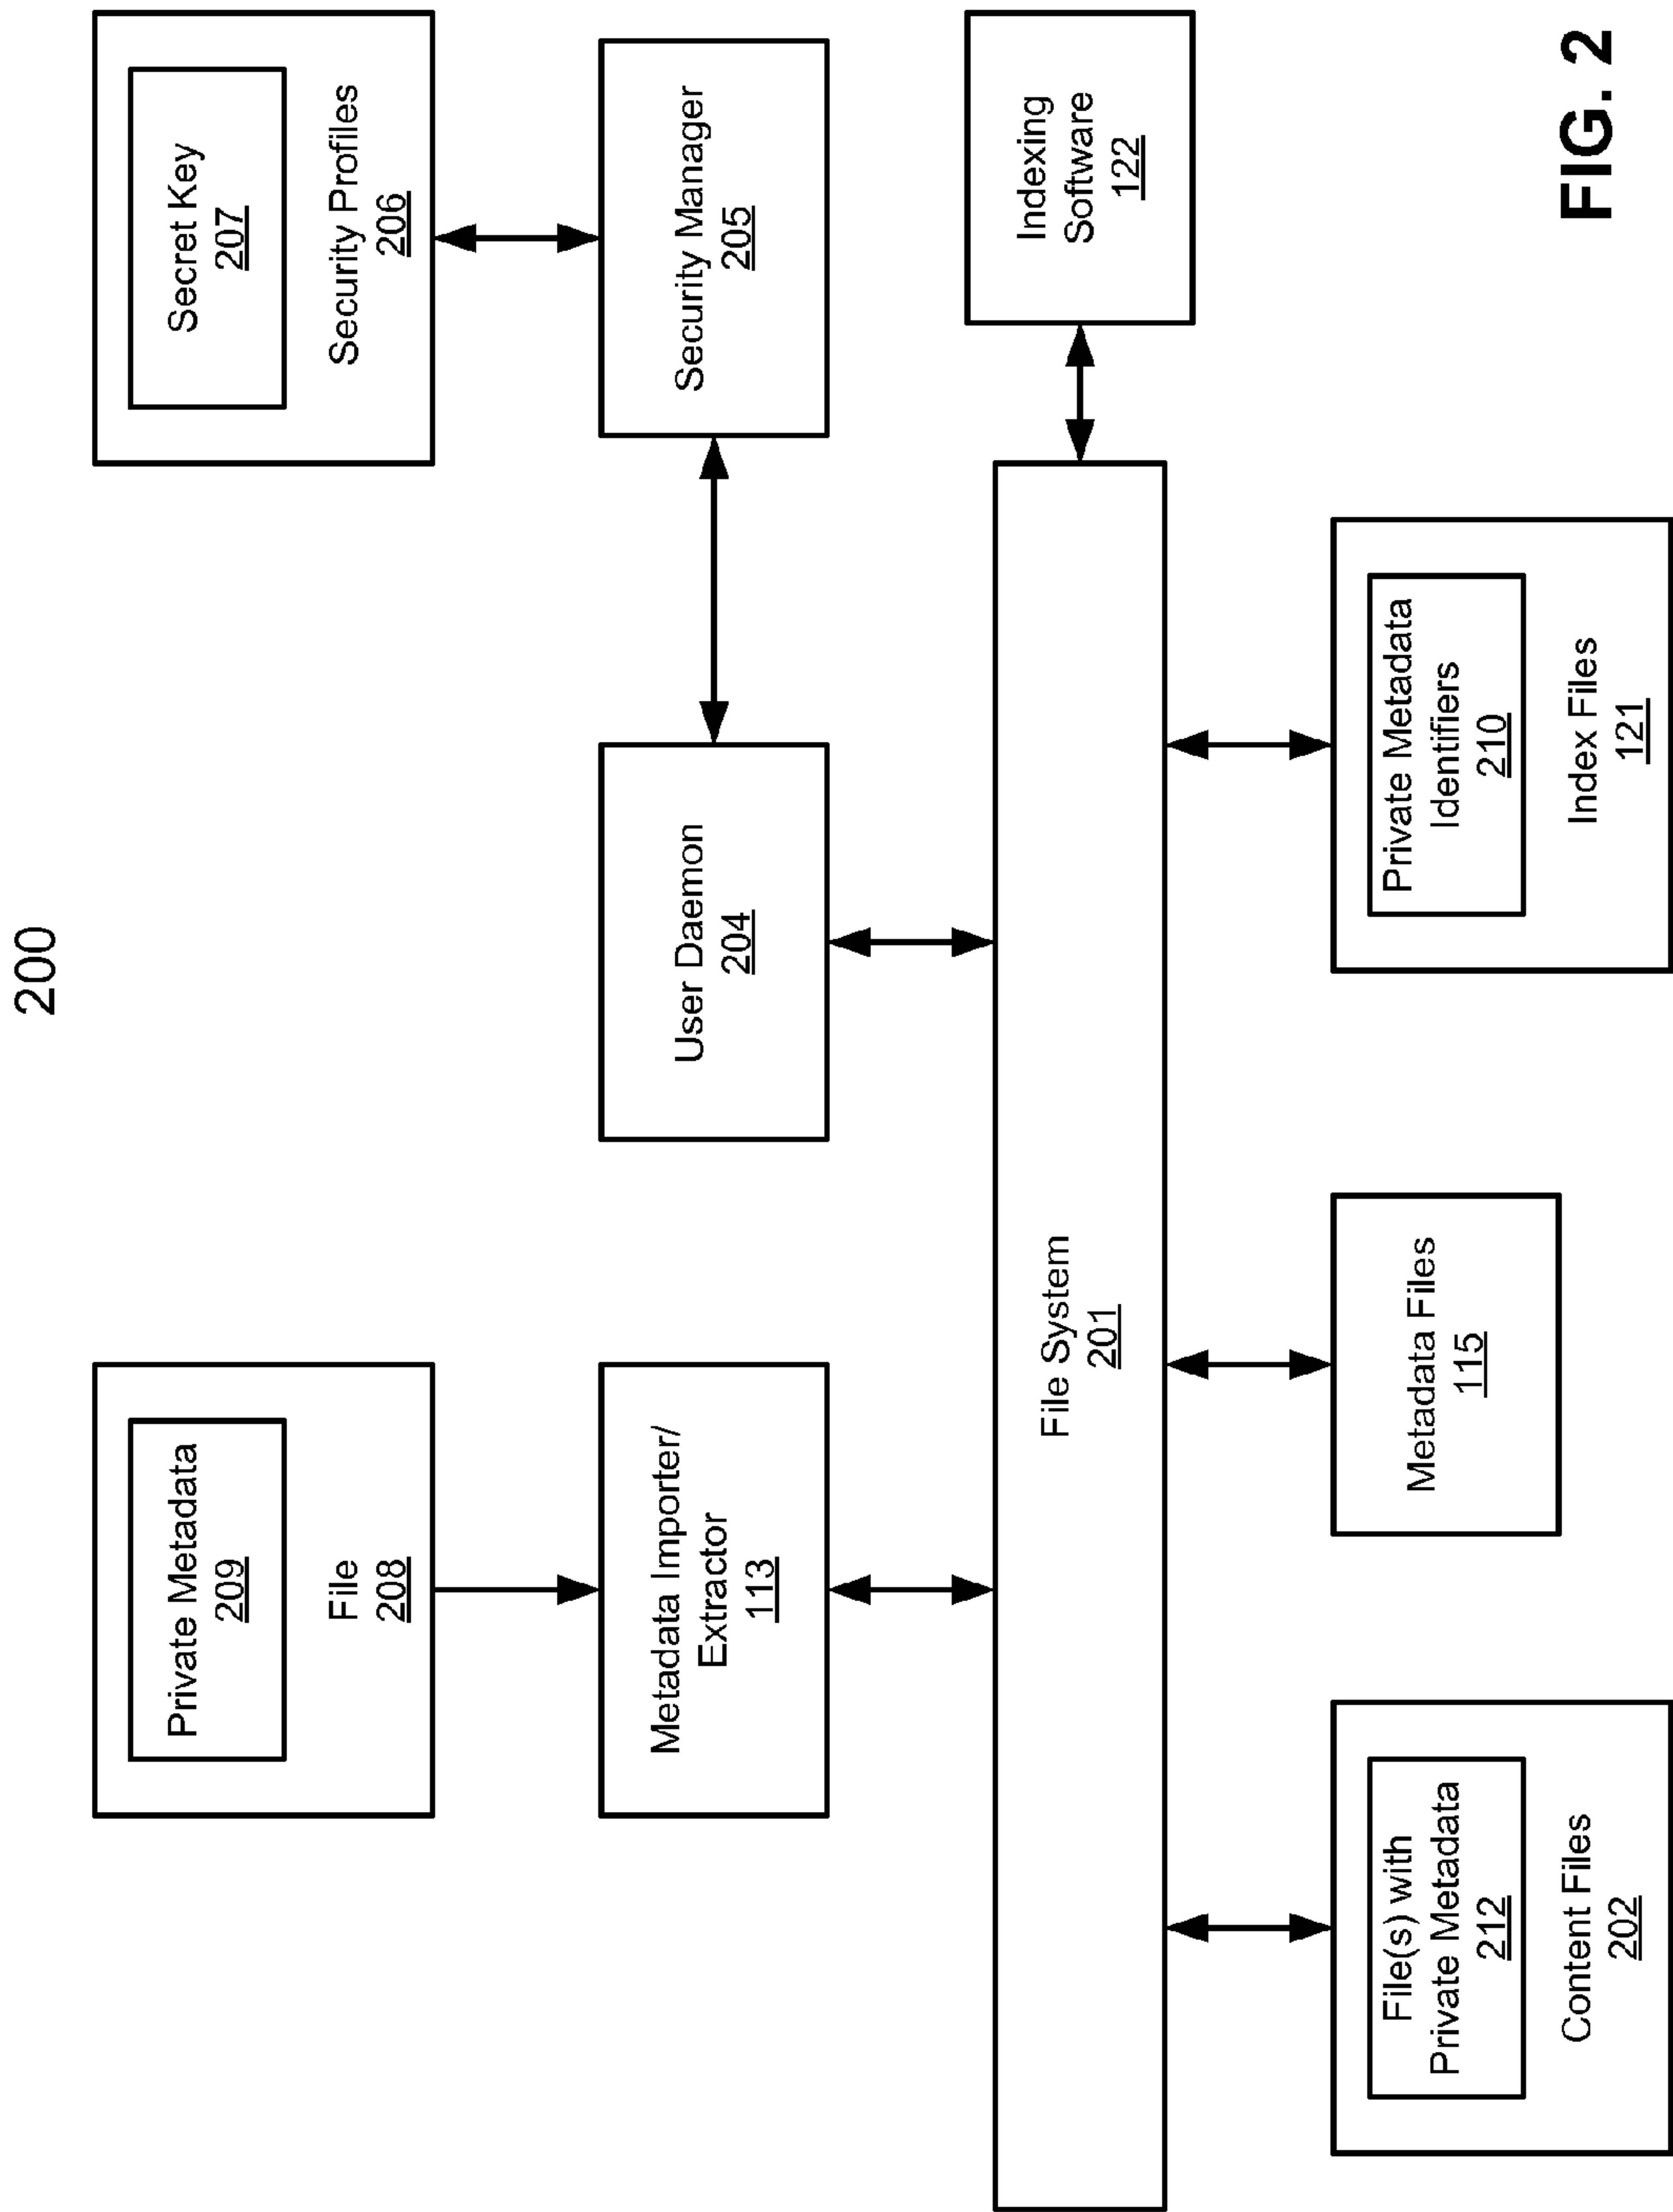 200
Private Metadata
209
File
208
Secret Key
207
Security Profiles
206
Metadata Importer/
Extractor
113
User Daemon
204
Security Manager
205
File System
201
Indexing
Software
122
File(s) with
Private Metadata
212
Content Files
202
Metadata Files
115
Private Metadata
Identifiers
210
Index Files
121
FIG. 2